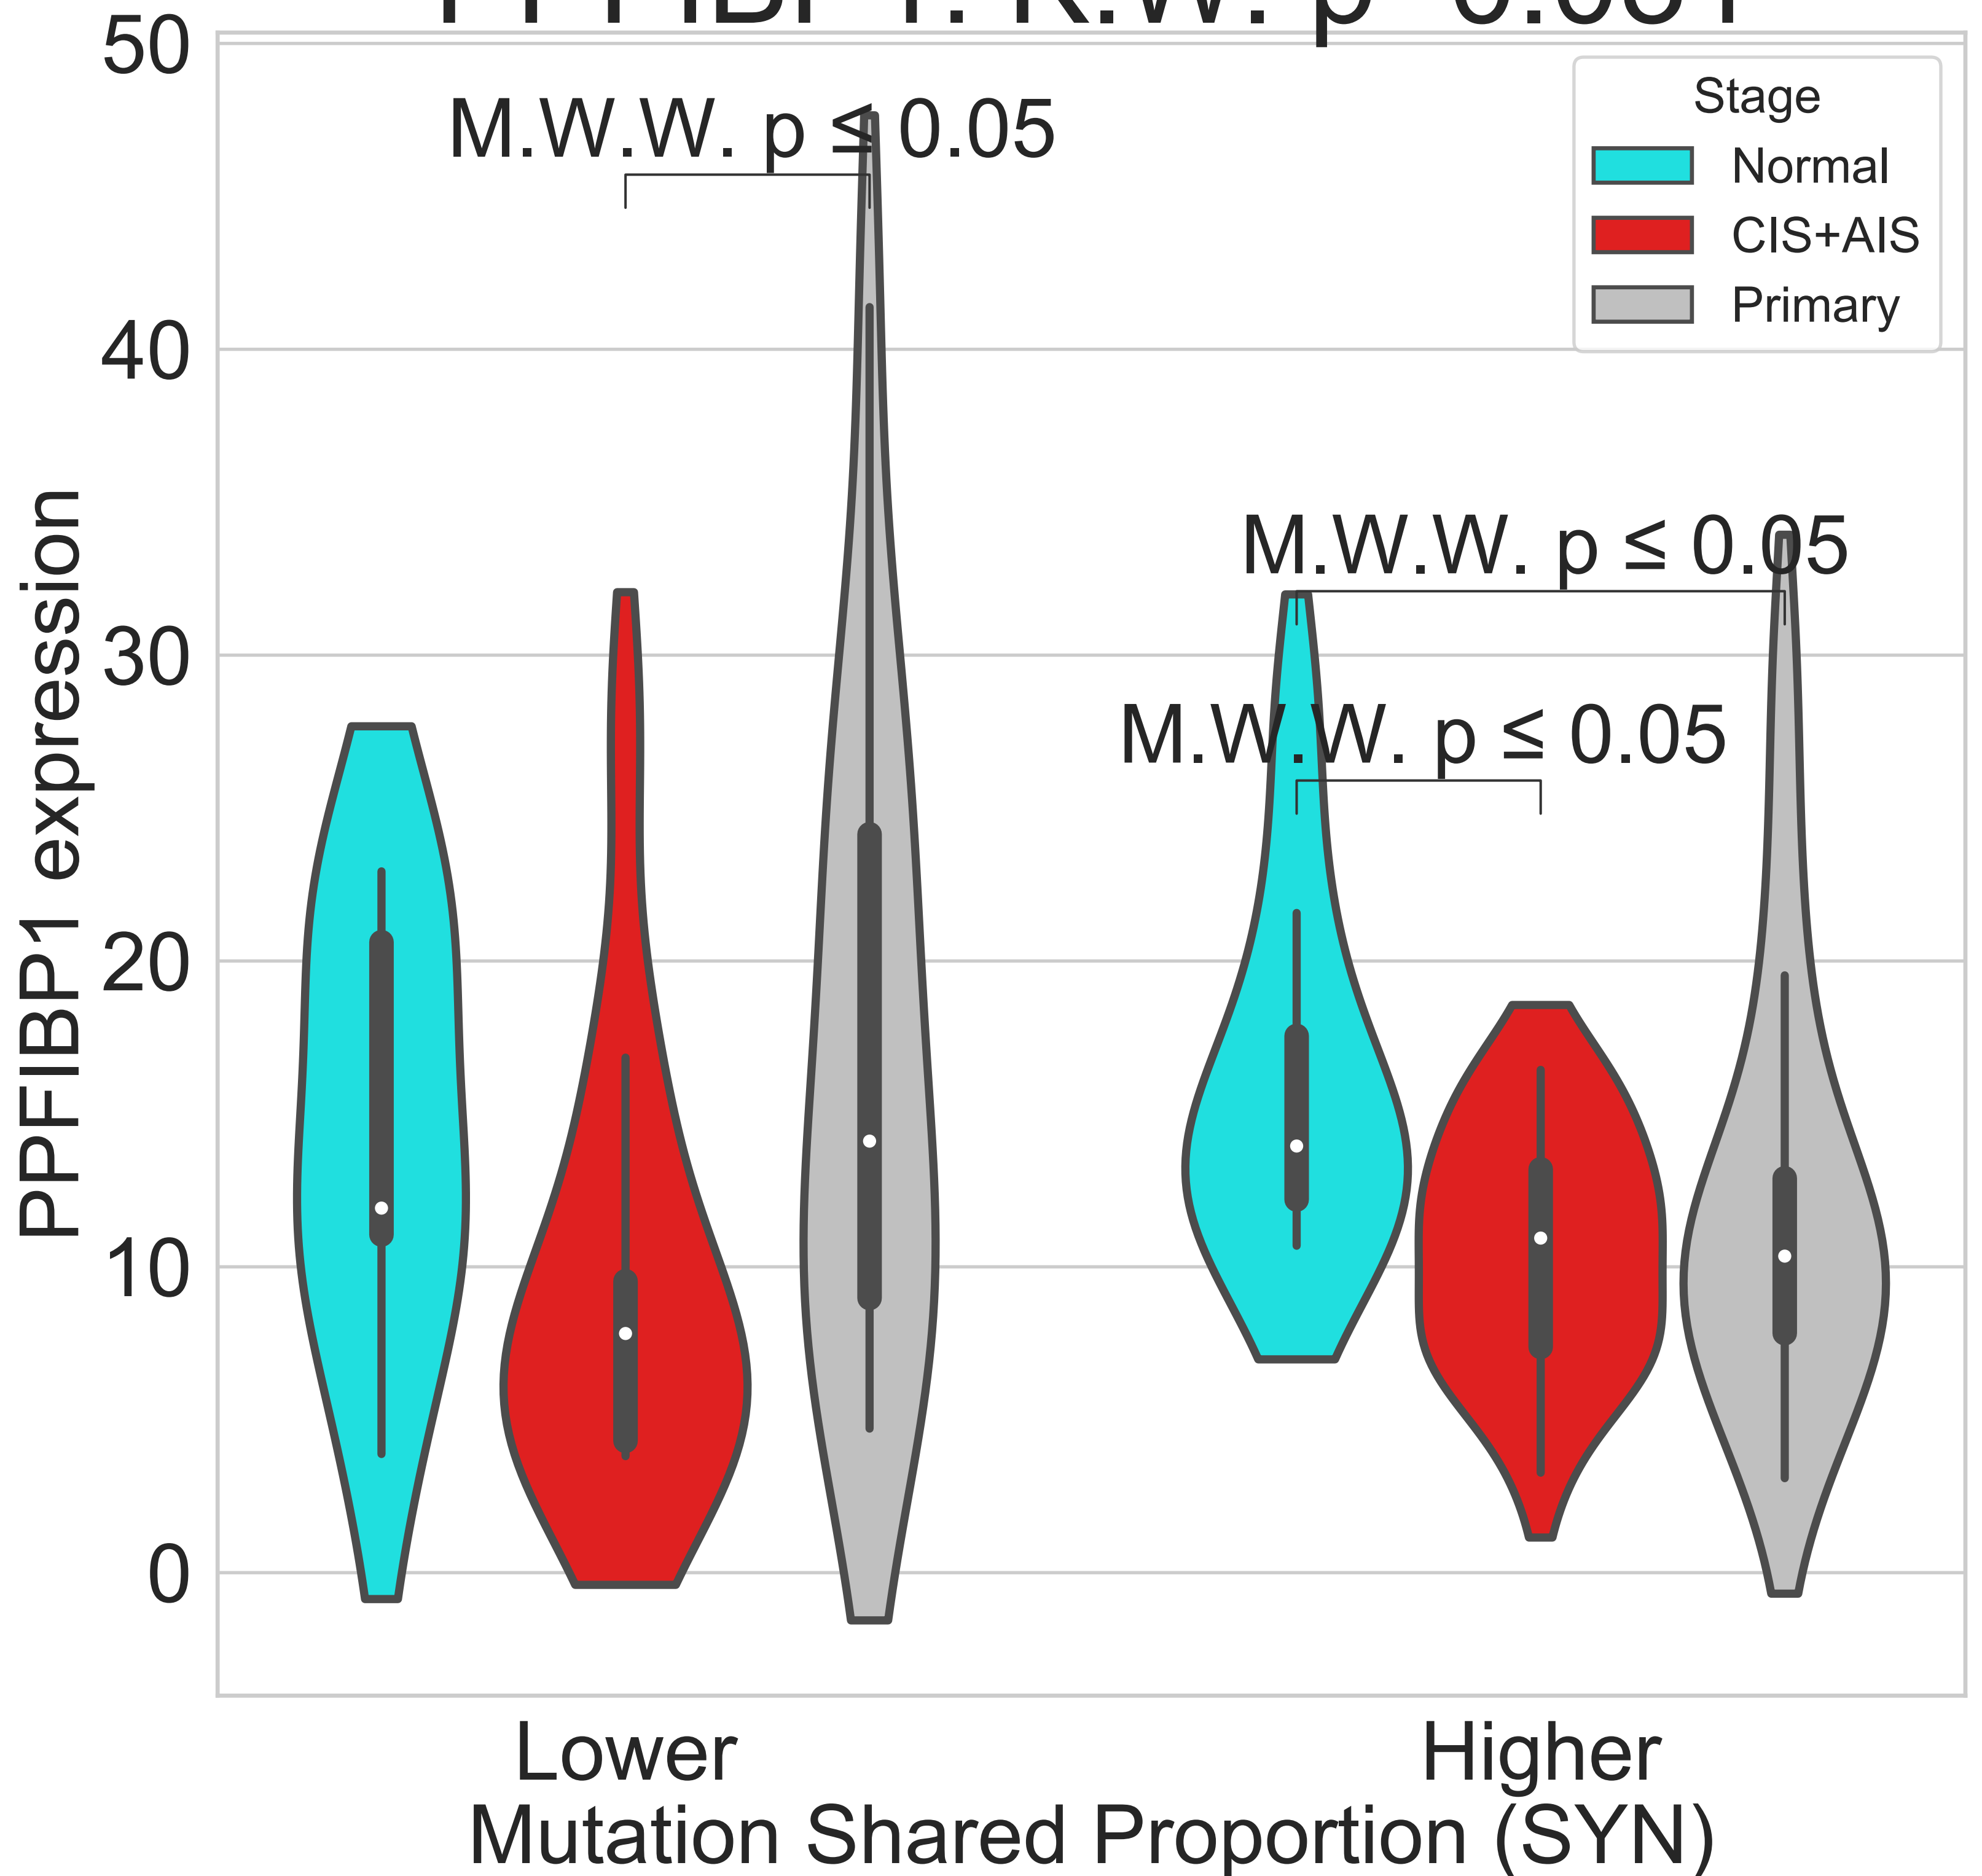 50
M.W.W. p ≤ 0.05
Stage
Normal
CIS+AIS
Primary
40
M.W.W. p ≤ 0.05
30
M.W.W. p ≤ 0.05
PPFIBP1 expression
20
10
0
Lower
Higher
Mutation Shared Proportion (SYN)